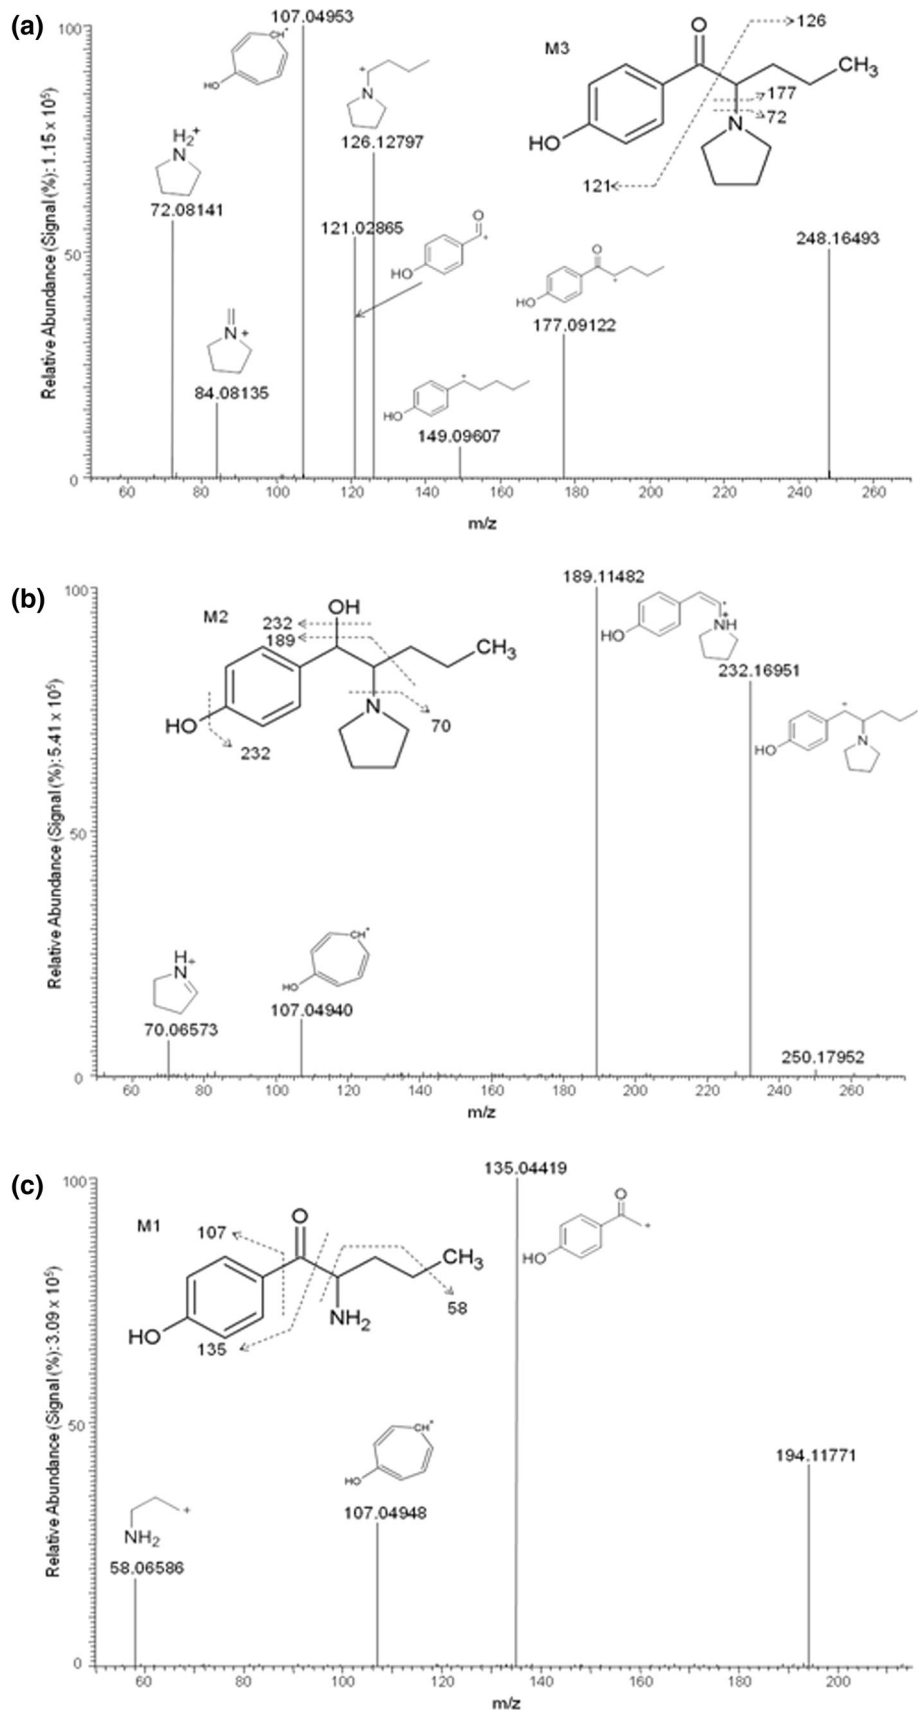 (a)
100
107.04953
CH⁺
HO
N
126.12797
H₂⁺
N
72.08141
121.02865
O
HO
M3
O
CH₃
HO
N
126
177
72
121
50
N⁺
84.08135
O
HO
177.09122
248.16493
HO
149.09607
0
60 80 100 120 140 160 180 200 220 240 260
m/z
Relative Abundance (Signal (%): 1.15 x 10⁵)
(b)
100
189.11482
M2
OH
232
189
CH₃
HO
N
70
232
HO
NH
232.16951
HO
N
50
CH⁺
HO
107.04940
H
N⁺
70.06573
250.17952
0
60 80 100 120 140 160 180 200 220 240 260
m/z
Relative Abundance (Signal (%): 5.41 x 10⁵)
(c)
100
135.04419
M1
O
107
CH₃
NH₂
58
HO
135
O
HO
50
CH⁺
HO
107.04948
194.11771
NH₂
58.06586
0
60 80 100 120 140 160 180 200
m/z
Relative Abundance (Signal (%): 3.09 x 10⁵)